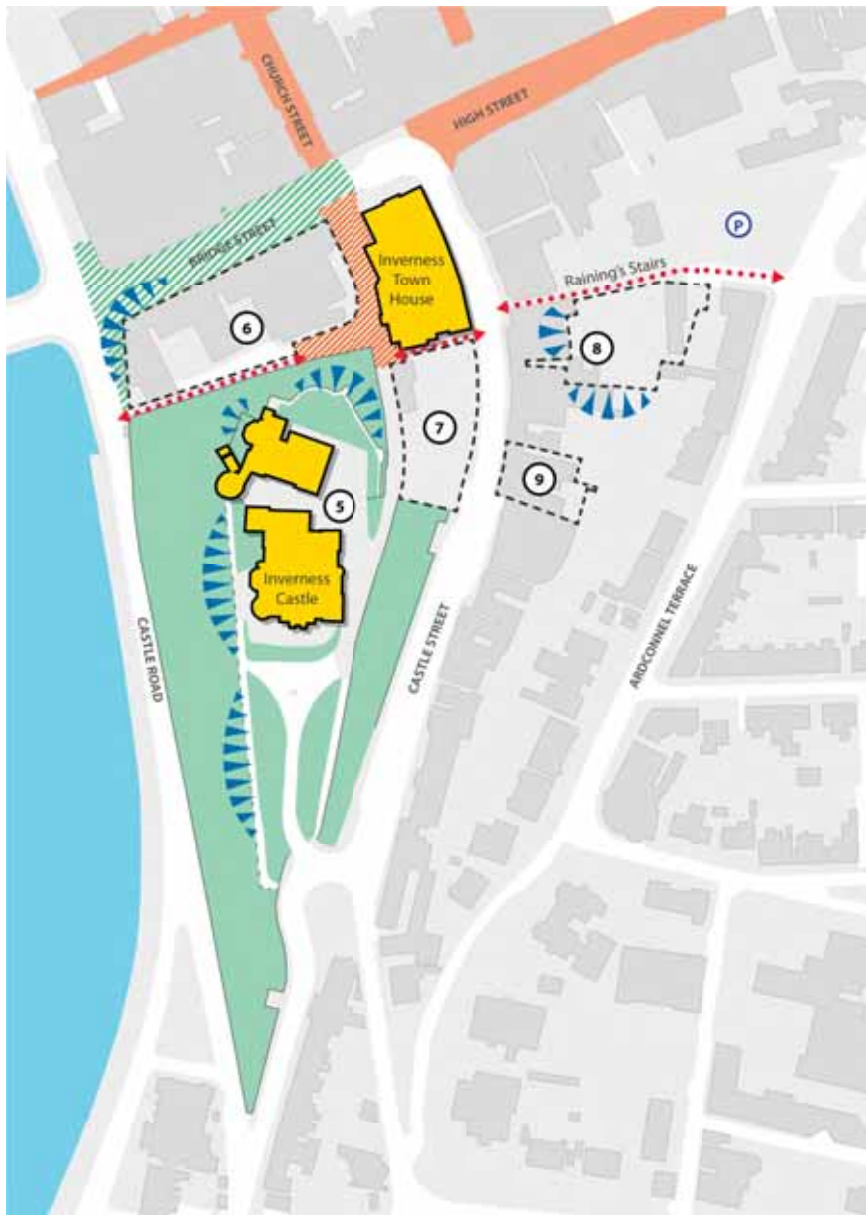 CHURCH STREET
HIGH STREET
BRIDGE STREET
Inverness
Town
House
P
Raining's Stairs
6
8
7
9
5
Inverness
Castle
CASTLE ROAD
CASTLE STREET
ARDCONNEL TERRACE